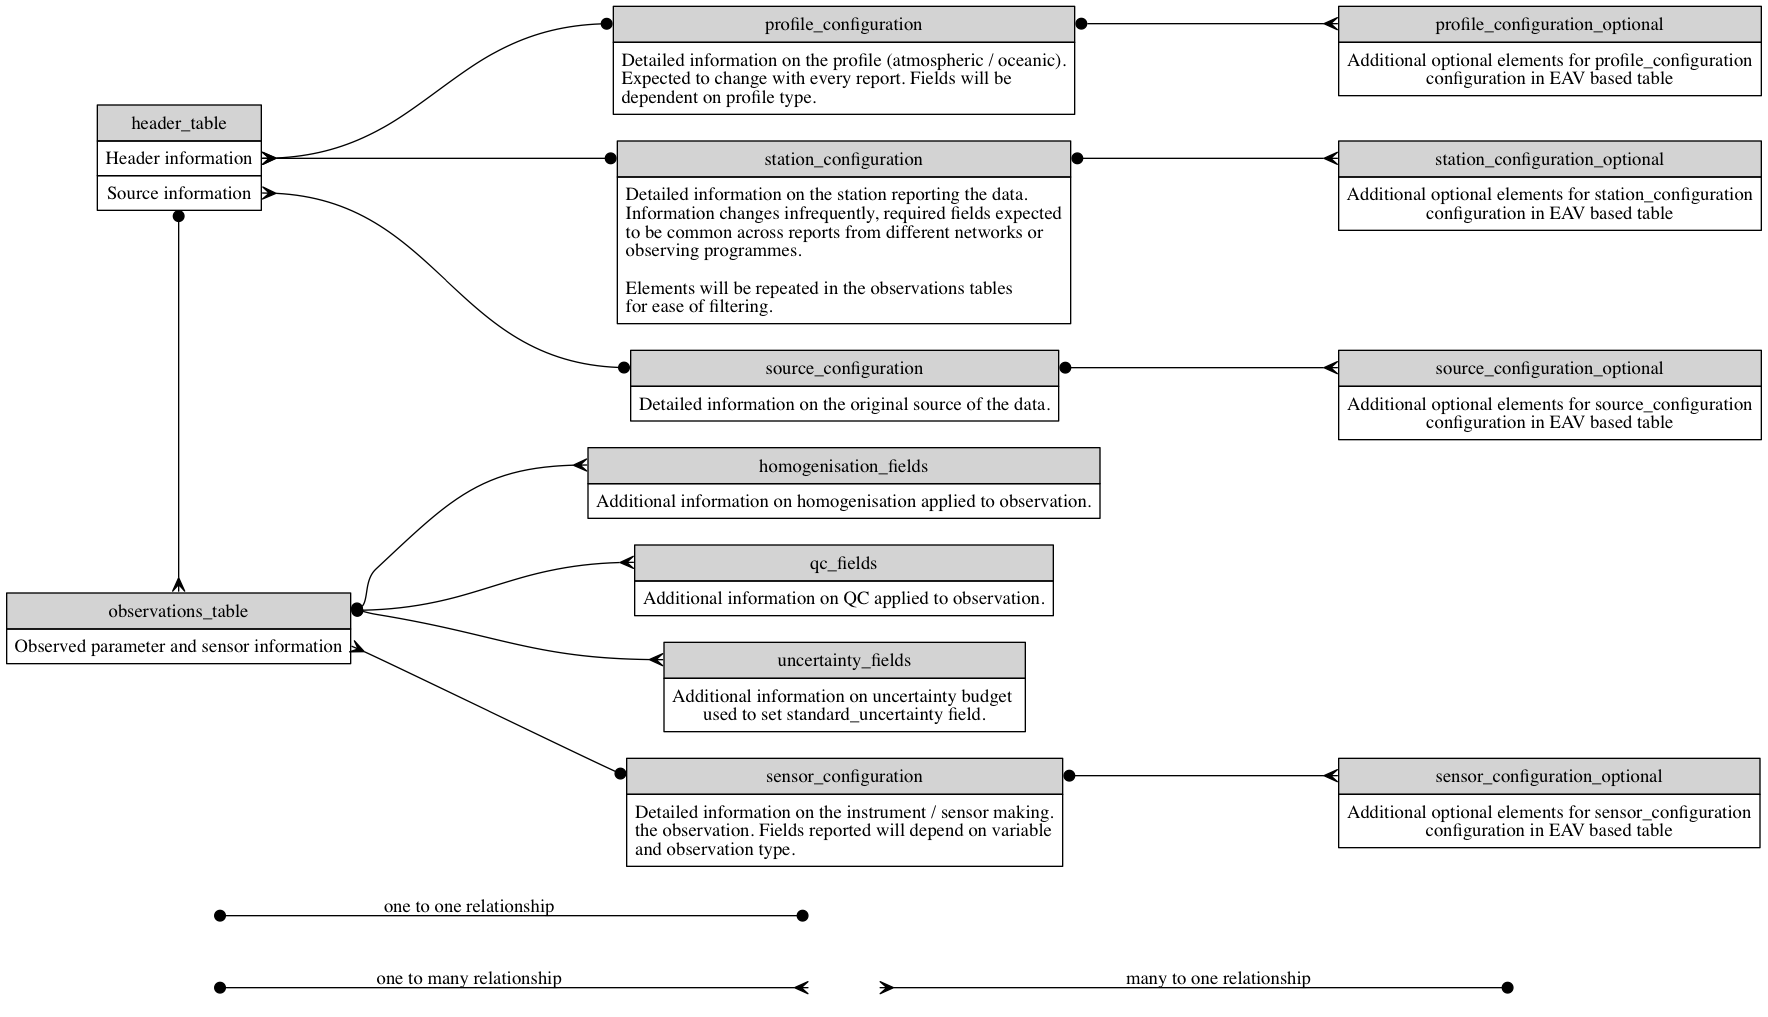 profile_configuration
Detailed information on the profile (atmospheric / oceanic).
Expected to change with every report. Fields will be
dependent on profile type.
profile_configuration_optional
Additional optional elements for profile_configuration
configuration in EAV based table
header_table
Header information
Source information
station_configuration
Detailed information on the station reporting the data.
Information changes infrequently, required fields expected
to be common across reports from different networks or
observing programmes.
Elements will be repeated in the observations tables
for ease of filtering.
station_configuration_optional
Additional optional elements for station_configuration
configuration in EAV based table
source_configuration
Detailed information on the original source of the data.
source_configuration_optional
Additional optional elements for source_configuration
configuration in EAV based table
homogenisation_fields
Additional information on homogenisation applied to observation.
qc_fields
Additional information on QC applied to observation.
observations_table
Observed parameter and sensor information
uncertainty_fields
Additional information on uncertainty budget
used to set standard_uncertainty field.
sensor_configuration
Detailed information on the instrument / sensor making.
the observation. Fields reported will depend on variable
and observation type.
sensor_configuration_optional
Additional optional elements for sensor_configuration
configuration in EAV based table
one to one relationship
one to many relationship
many to one relationship